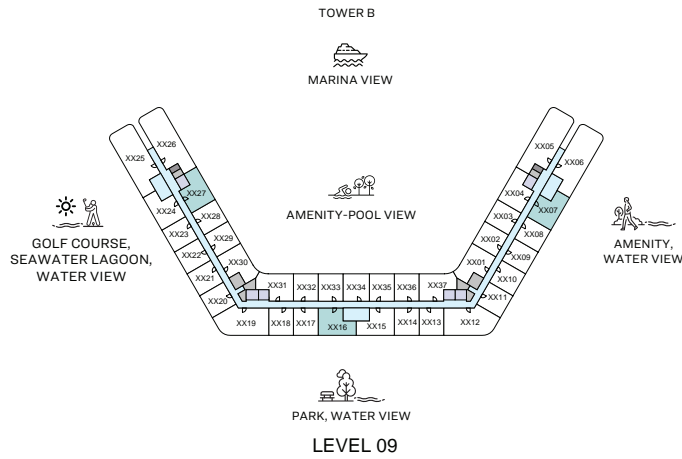 TOWER B
MARINA VIEW
XX26
XX05
XX25
XX06
XX27
XX04
XX07
XX24
XX28
XX03
XX23
XX08
XX29
XX02
XX22
XX09
XX30
XX01
XX21
XX10
XX20
XX11
AMENITY-POOL VIEW
GOLF COURSE,
SEAWATER LAGOON,
WATER VIEW
AMENITY,
WATER VIEW
XX31 XX32 XX33 XX34 XX35 XX36 XX37
XX19 XX18 XX17 XX16 XX15 XX14 XX13 XX12
PARK, WATER VIEW
LEVEL 09